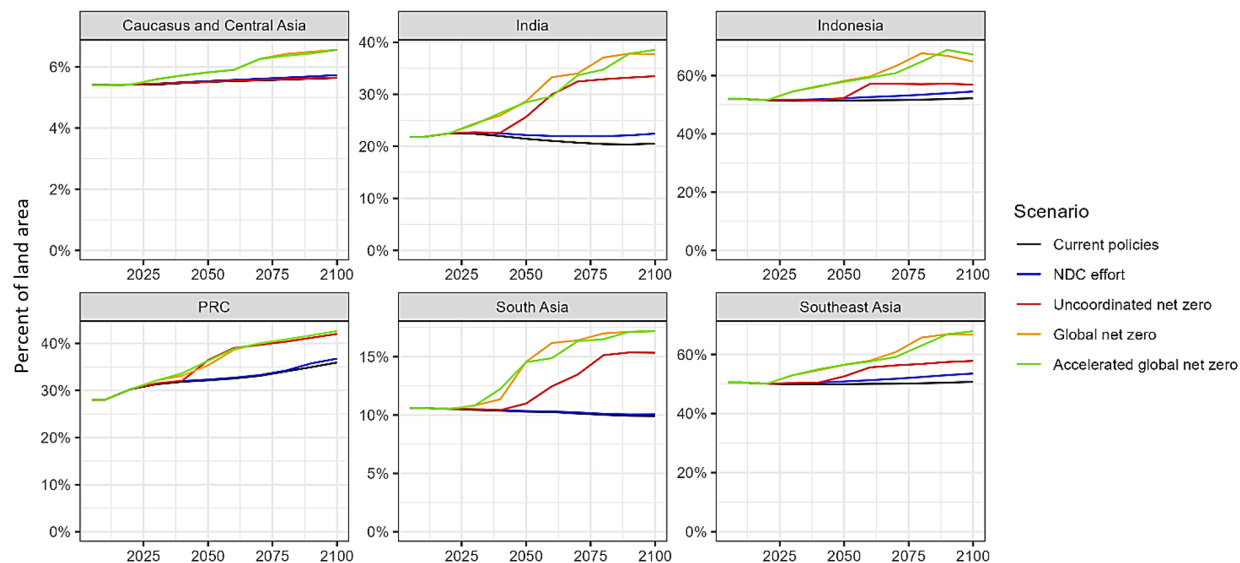 Caucasus and Central Asia
India
Indonesia
6%
4%
2%
0%
40%
30%
20%
10%
0%
60%
40%
20%
0%
2025 2050 2075 2100
2025 2050 2075 2100
2025 2050 2075 2100
Percent of land area
PRC
South Asia
Southeast Asia
40%
30%
20%
10%
0%
15%
10%
5%
0%
60%
40%
20%
0%
2025 2050 2075 2100
2025 2050 2075 2100
2025 2050 2075 2100
Scenario
Current policies
NDC effort
Uncoordinated net zero
Global net zero
Accelerated global net zero